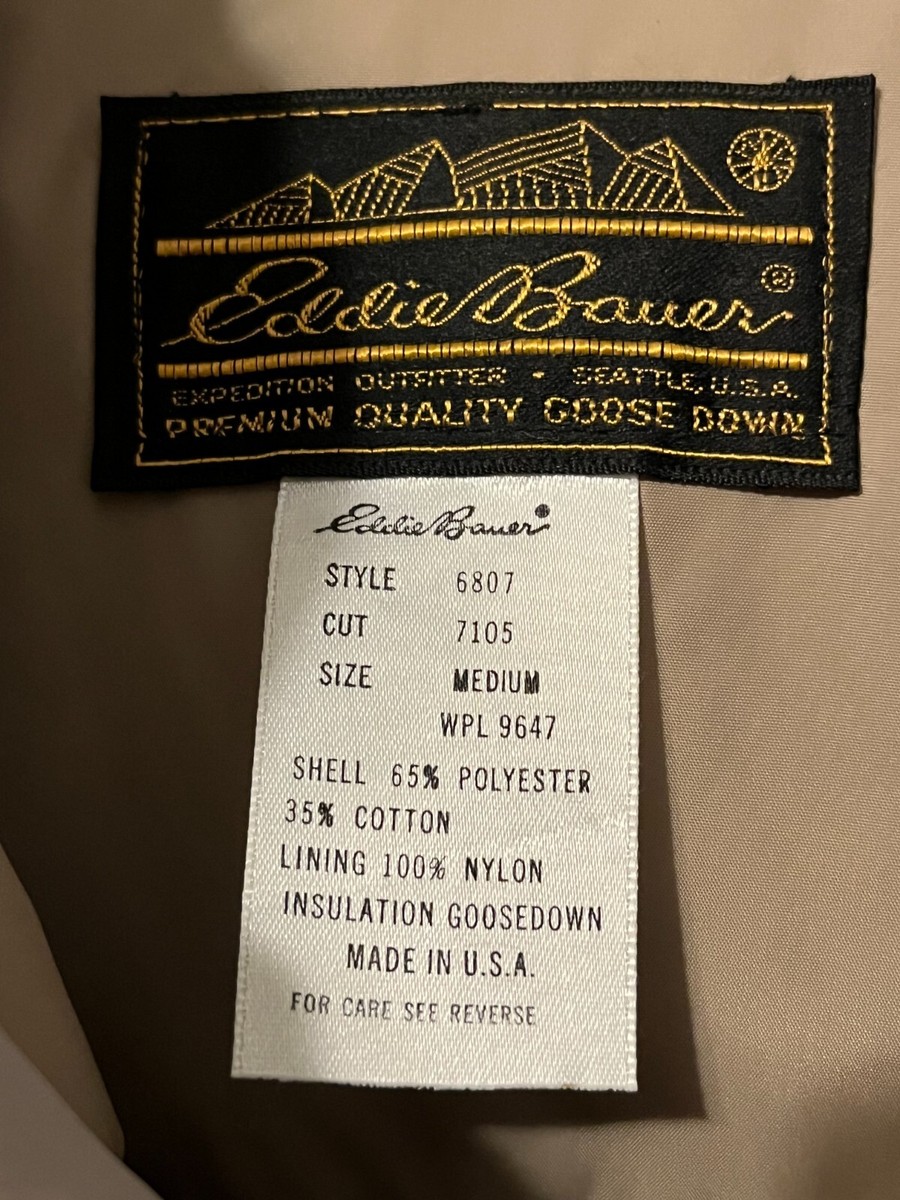 Eddie Bauer®
EXPEDITION OUTFITTER · SEATTLE, U.S.A.
PREMIUM QUALITY GOOSE DOWN
Eddie Bauer®
STYLE 6807
CUT 7105
SIZE MEDIUM
WPL 9647
SHELL 65% POLYESTER
35% COTTON
LINING 100% NYLON
INSULATION GOOSEDOWN
MADE IN U.S.A.
FOR CARE SEE REVERSE